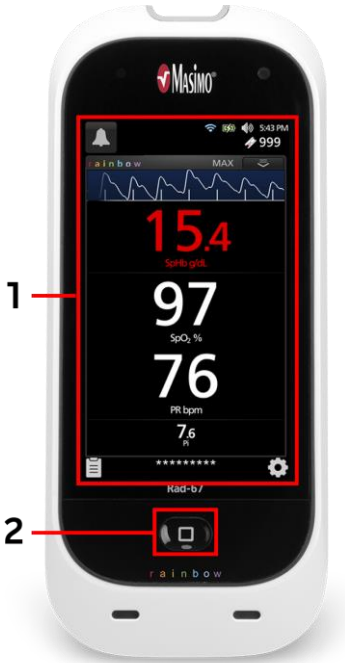 Masimo®
5:43 PM
999
rainbow MAX
15.4
SpHb g/dL
97
SpO₂ %
76
PR bpm
7.6
Pi
*********
Rad-67
rainbow
1
2